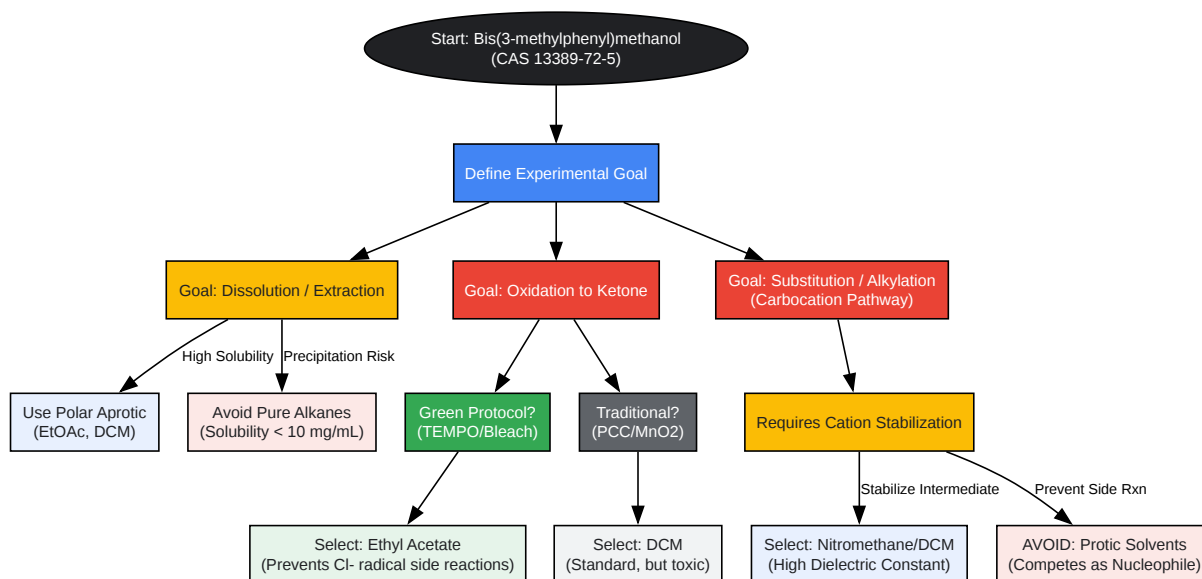 Start: Bis(3-methylphenyl)methanol
(CAS 13389-72-5)
Define Experimental Goal
Goal: Dissolution / Extraction
Goal: Oxidation to Ketone
Goal: Substitution / Alkylation
(Carbocation Pathway)
High Solubility
Precipitation Risk
Use Polar Aprotic
(EtOAc, DCM)
Avoid Pure Alkanes
(Solubility < 10 mg/mL)
Green Protocol?
(TEMPO/Bleach)
Traditional?
(PCC/MnO2)
Requires Cation Stabilization
Stabilize Intermediate
Prevent Side Rxn
Select: Ethyl Acetate
(Prevents Cl- radical side reactions)
Select: DCM
(Standard, but toxic)
Select: Nitromethane/DCM
(High Dielectric Constant)
AVOID: Protic Solvents
(Competes as Nucleophile)